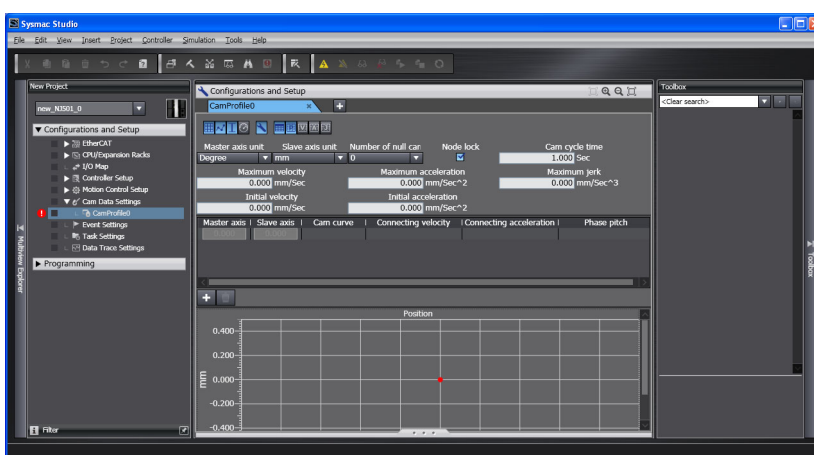 Sysmac Studio
File Edit View Insert Project Controller Simulation Tools Help
New Project
new_NJ501_0
Configurations and Setup
EtherCAT
CPU/Expansion Racks
I/O Map
Controller Setup
Motion Control Setup
Cam Data Settings
CamProfile0
Event Settings
Task Settings
Data Trace Settings
Programming
Filter
Multiview Explorer
Configurations and Setup
CamProfile0
Master axis unit Slave axis unit Number of null car Node lock Cam cycle time
Degree mm 0 1.000 Sec
Maximum velocity Maximum acceleration Maximum jerk
0.000 mm/Sec 0.000 mm/Sec^2 0.000 mm/Sec^3
Initial velocity Initial acceleration
0.000 mm/Sec 0.000 mm/Sec^2
Master axis Slave axis Cam curve Connecting velocity Connecting acceleration Phase pitch
0.000 0.000
Position
0.400
0.200
0.000
-0.200
-0.400
mm
Toolbox
<Clear search>
Toolbox